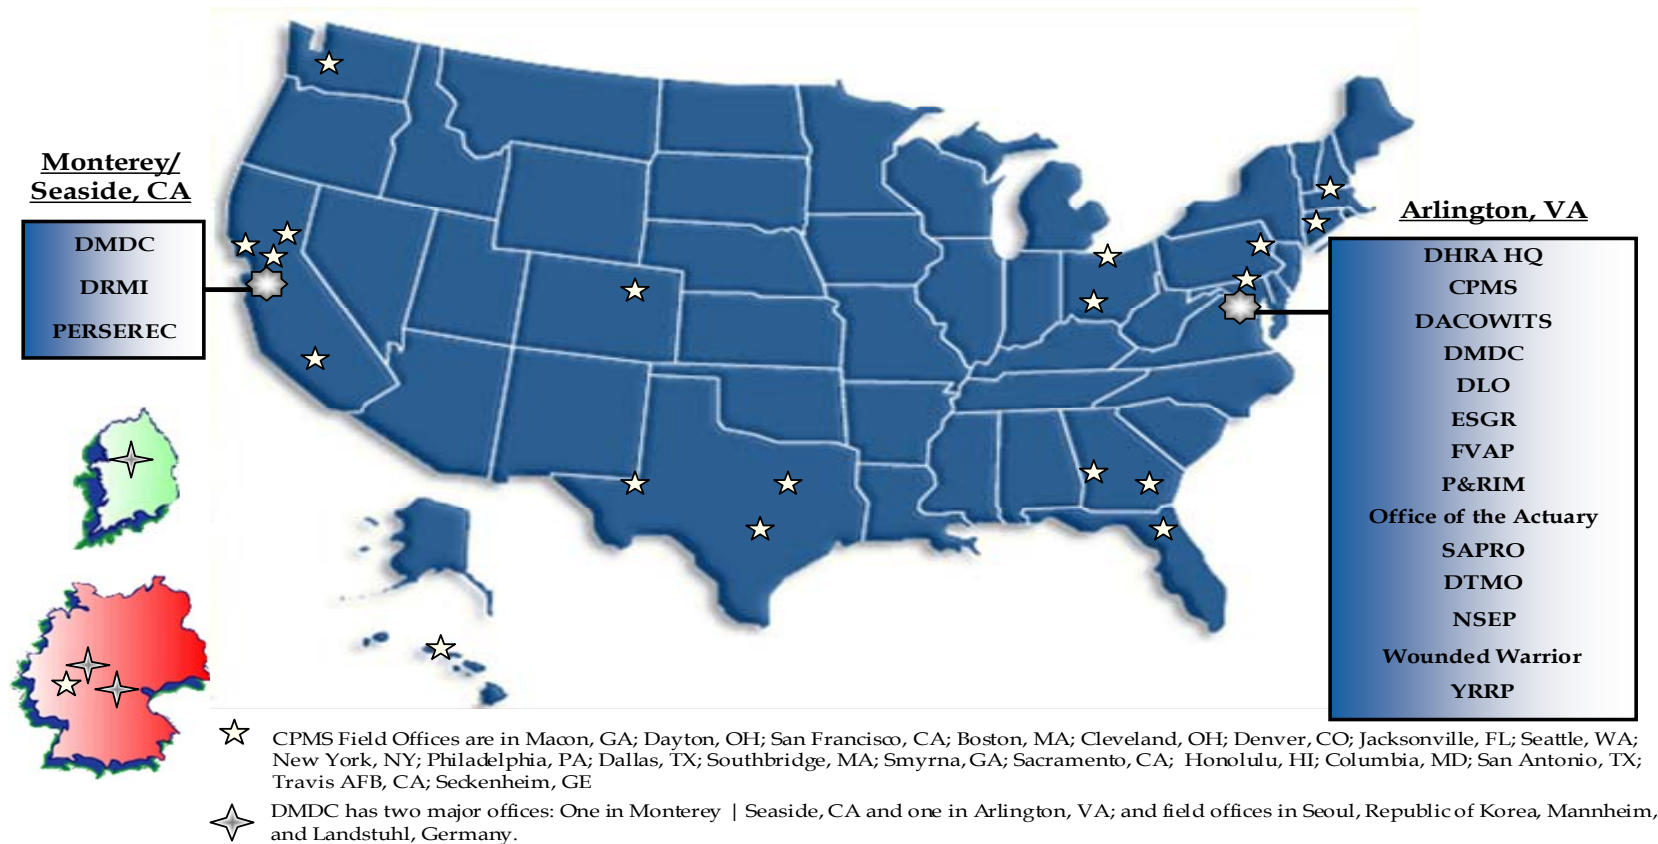 Monterey/
Seaside, CA
DMDC
DRMI
PERSEREC
Arlington, VA
DHRA HQ
CPMS
DACOWITS
DMDC
DLO
ESGR
FVAP
P&RIM
Office of the Actuary
SAPRO
DTMO
NSEP
Wounded Warrior
YRRP
CPMS Field Offices are in Macon, GA; Dayton, OH; San Francisco, CA; Boston, MA; Cleveland, OH; Denver, CO; Jacksonville, FL; Seattle, WA;
New York, NY; Philadelphia, PA; Dallas, TX; Southbridge, MA; Smyrna, GA; Sacramento, CA; Honolulu, HI; Columbia, MD; San Antonio, TX;
Travis AFB, CA; Seckenheim, GE
DMDC has two major offices: One in Monterey | Seaside, CA and one in Arlington, VA; and field offices in Seoul, Republic of Korea, Mannheim,
and Landstuhl, Germany.